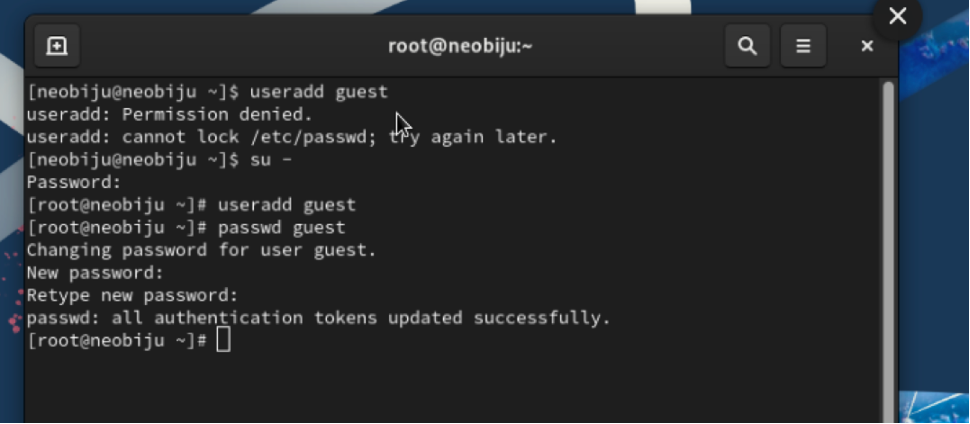 root@neobiju:~
[neobiju@neobiju ~]$ useradd guest
useradd: Permission denied.
useradd: cannot lock /etc/passwd; try again later.
[neobiju@neobiju ~]$ su -
Password:
[root@neobiju ~]# useradd guest
[root@neobiju ~]# passwd guest
Changing password for user guest.
New password:
Retype new password:
passwd: all authentication tokens updated successfully.
[root@neobiju ~]#